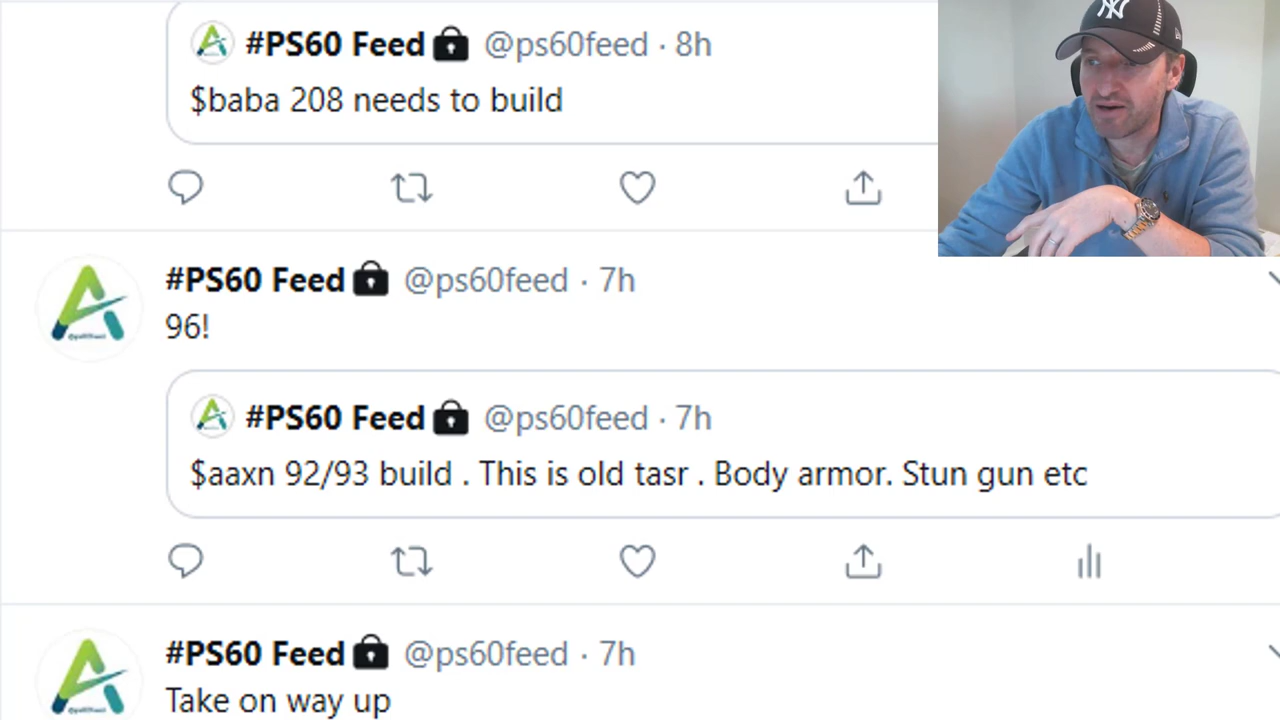 #PS60 Feed @ps60feed · 8h
$baba 208 needs to build
#PS60 Feed @ps60feed · 7h
96!
#PS60 Feed @ps60feed · 7h
$aaxn 92/93 build . This is old tasr . Body armor. Stun gun etc
#PS60 Feed @ps60feed · 7h
Take on way up